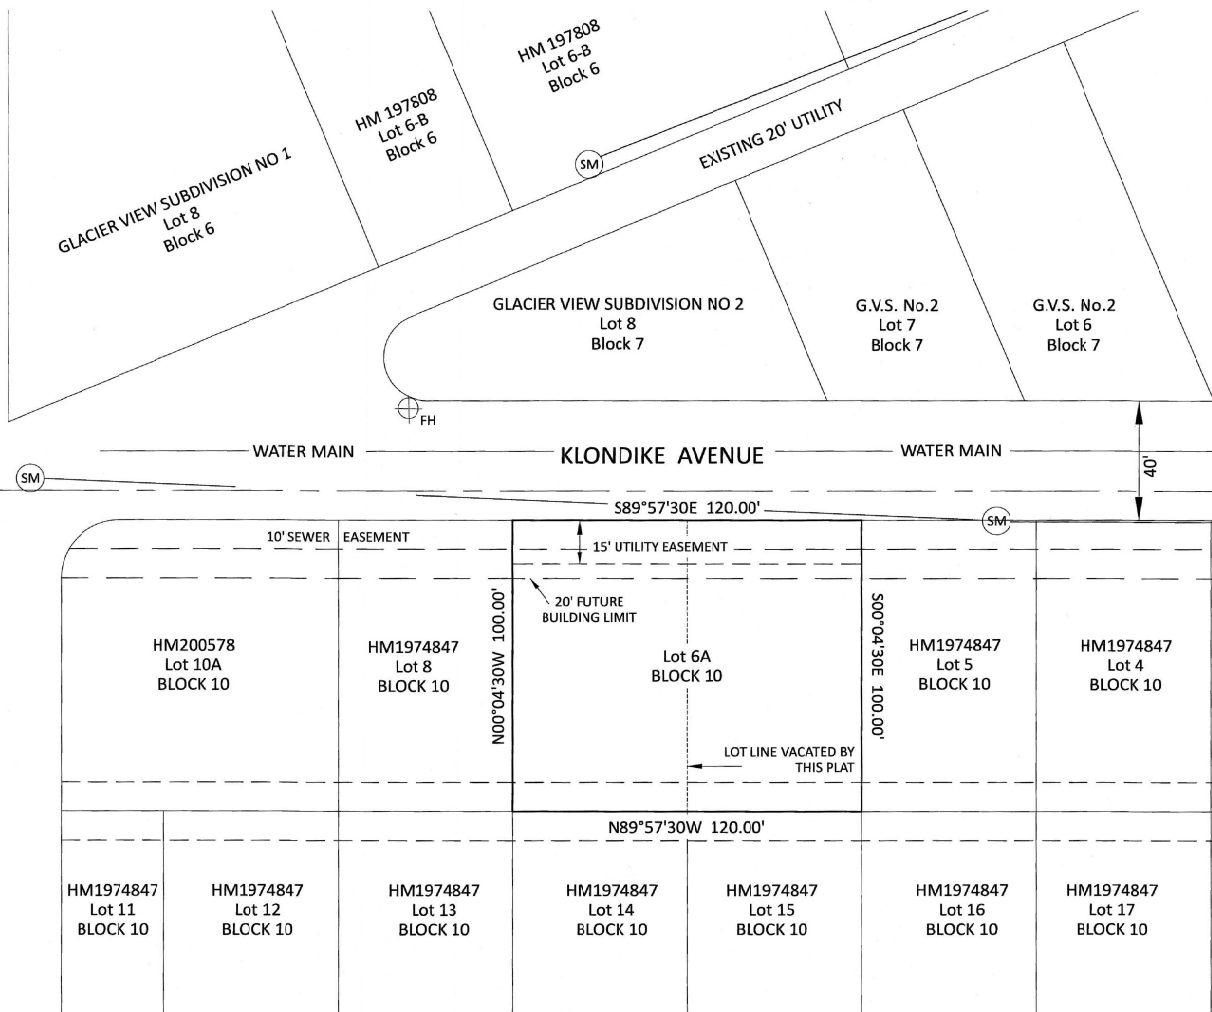 HM 197808
Lot 6-B
Block 6
HM 197808
Lot 6-B
Block 6
GLACIER VIEW SUBDIVISION NO 1
Lot 8
Block 6
SM
EXISTING 20' UTILITY
GLACIER VIEW SUBDIVISION NO 2
Lot 8
Block 7
G.V.S. No.2
Lot 7
Block 7
G.V.S. No.2
Lot 6
Block 7
FH
WATER MAIN
KLONDIKE AVENUE
WATER MAIN
40'
SM
S89°57'30E 120.00'
SM
10' SEWER EASEMENT
15' UTILITY EASEMENT
20' FUTURE
BUILDING LIMIT
N00°04'30W 100.00'
S00°04'30E 100.00'
HM200578
Lot 10A
BLOCK 10
HM1974847
Lot 8
BLOCK 10
Lot 6A
BLOCK 10
HM1974847
Lot 5
BLOCK 10
HM1974847
Lot 4
BLOCK 10
LOT LINE VACATED BY
THIS PLAT
N89°57'30W 120.00'
HM1974847
Lot 11
BLOCK 10
HM1974847
Lot 12
BLOCK 10
HM1974847
Lot 13
BLOCK 10
HM1974847
Lot 14
BLOCK 10
HM1974847
Lot 15
BLOCK 10
HM1974847
Lot 16
BLOCK 10
HM1974847
Lot 17
BLOCK 10